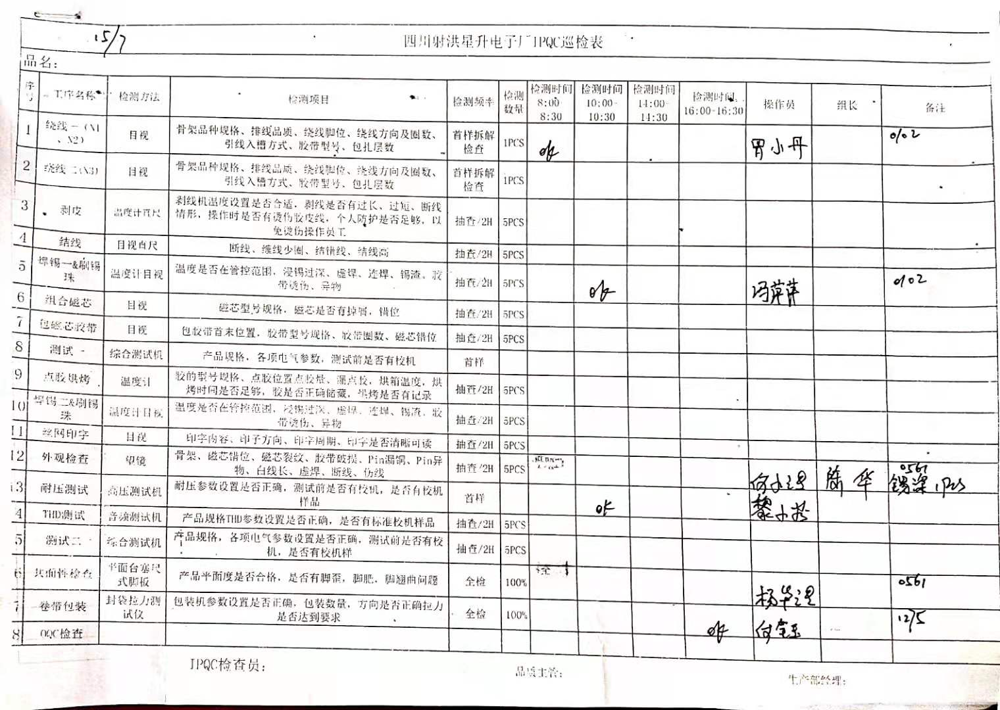 15/7
四川射洪星升电子厂IPQC巡检表
品名:
序号 工序名称 检测方法 检测项目 检测频率 检测数量 检测时间8:00-8:30 检测时间10:00-10:30 检测时间14:00-14:30 检测时间16:00-16:30 操作员 组长 备注
1 绕线一(N1、N2) 目视 骨架品种规格、排线品质、绕线脚位、绕线方向及圈数、引线入槽方式、胶带型号、包扎层数 首样拆解检查 1PCS ok 胃小丹 0102
2 绕线二(N3) 目视 骨架品种规格、排线品质、绕线脚位、绕线方向及圈数、引线入槽方式、胶带型号、包扎层数 首样拆解检查 1PCS
3 剥皮 温度计直尺 剥线机温度设置是否合适，剥线是否有过长、过短、断线情形，操作时是否有烫伤胶皮线，个人防护是否足够，以免烫伤操作员工 抽查/2H 5PCS
4 结线 目视直尺 断线、缠线少圈、结错线、结线高 抽查/2H 5PCS
5 焊锡一&刷锡珠 温度计目视 温度是否在管控范围，浸锡过深、虚焊、连焊、锡渣、胶带烫伤、异物 抽查/2H 5PCS ok 冯萍萍 0102
6 组合磁芯 目视 磁芯型号规格，磁芯是否有掉屑，错位 抽查/2H 5PCS
7 包磁芯胶带 目视 包胶带首末位置，胶带型号规格、胶带圈数、磁芯错位 抽查/2H 5PCS
8 测试一 综合测试机 产品规格，各项电气参数，测试前是否有校机 首样
9 点胶烘烤 温度计 胶的型号规格、点胶位置点胶量、漏点胶，烘箱温度，烘烤时间是否足够，胶是否正确储藏，烘烤是否有记录 抽查/2H 5PCS
10 焊锡二&刷锡珠 温度计目视 温度是否在管控范围，浸锡过深、虚焊、连焊、锡渣、胶带烫伤、异物 抽查/2H 5PCS
11 丝网印字 目视 印字内容、印子方向、印字周期、印字是否清晰可读 抽查/2H 5PCS
12 外观检查 望镜 骨架、磁芯错位、磁芯裂纹、胶带破损、Pin漏铜、Pin异物、白线长、虚焊、断线、伤线 抽查/2H 5PCS 0561
13 耐压测试 高压测试机 耐压参数设置是否正确，测试前是否有校机，是否有校机样品 首样 华 锡深 1PCS
4 THD测试 音频测试机 产品规格THD参数设置是否正确，是否有标准校机样品 抽查/2H 5PCS ok 黎小
5 测试二 综合测试机 产品规格，各项电气参数设置是否正确，测试前是否有校机，是否有校机样 抽查/2H 5PCS
6 共面性检查 平面台塞尺式脚板 产品平面度是否合格，是否有脚歪，脚肥，脚翘曲问题 全检 100% 0561
7 卷带包装 封袋拉力测试仪 包装机参数设置是否正确，包装数量，方向是否正确拉力是否达到要求 全检 100% 杨华
8 OQC检查 ok 1275
IPQC检查员:
品质主管:
生产部经理: